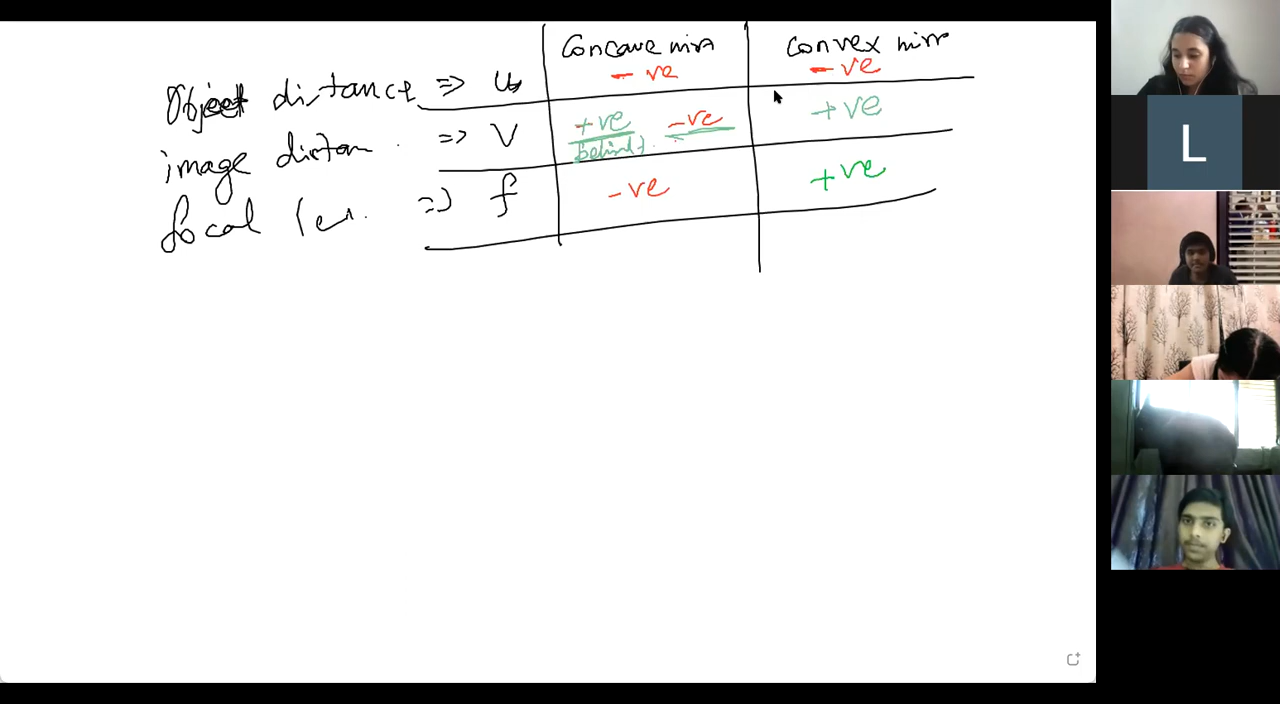 Concave mirr
convex mirr
Object distance => u
- ve
- ve
image distan => V
+ve
-ve
+ve
behind
focal len. => f
-ve
+ve
L